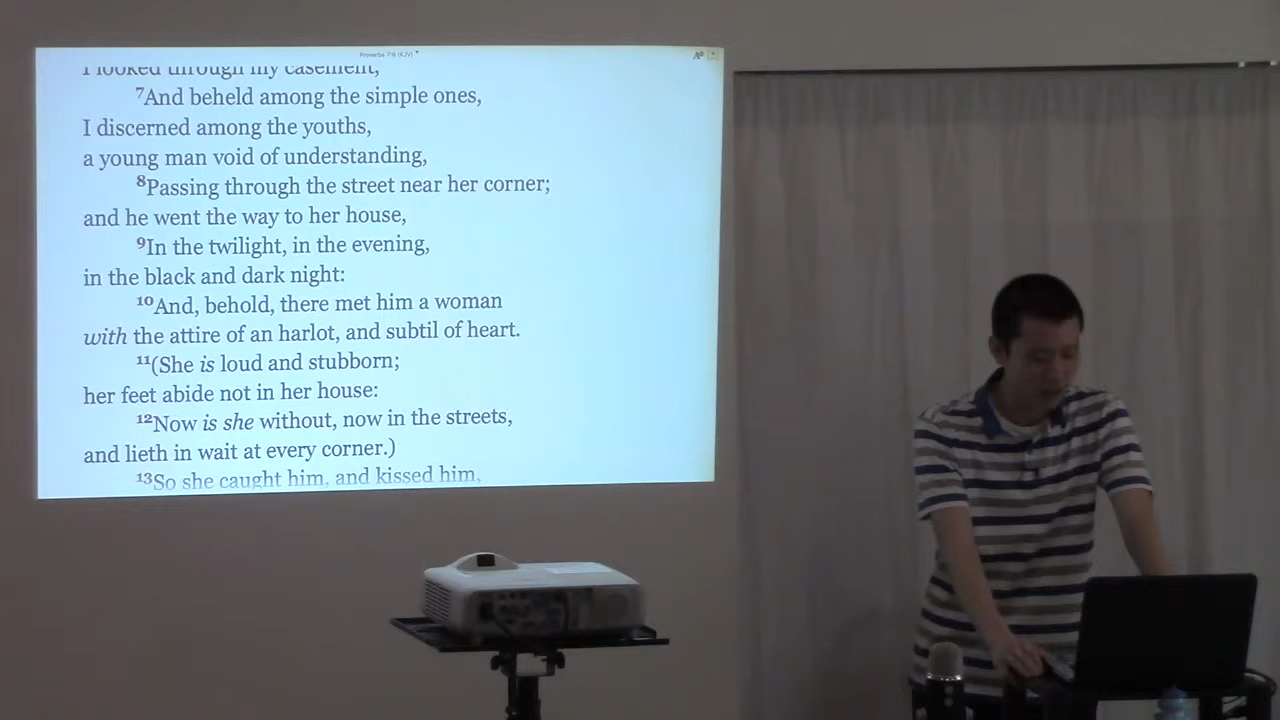 Proverbs 7:6 (KJV)
I looked through my casement,
7And beheld among the simple ones,
I discerned among the youths,
a young man void of understanding,
8Passing through the street near her corner;
and he went the way to her house,
9In the twilight, in the evening,
in the black and dark night:
10And, behold, there met him a woman
with the attire of an harlot, and subtil of heart.
11(She is loud and stubborn;
her feet abide not in her house:
12Now is she without, now in the streets,
and lieth in wait at every corner.)
13So she caught him, and kissed him,